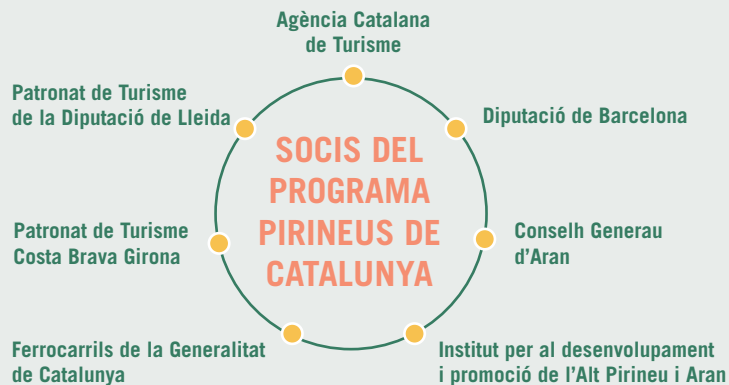 Agència Catalana
de Turisme
Patronat de Turisme
de la Diputació de Lleida
Diputació de Barcelona
SOCIS DEL
PROGRAMA
PIRINEUS DE
CATALUNYA
Patronat de Turisme
Costa Brava Girona
Conselh Generau
d’Aran
Ferrocarrils de la Generalitat
de Catalunya
Institut per al desenvolupament
i promoció de l’Alt Pirineu i Aran